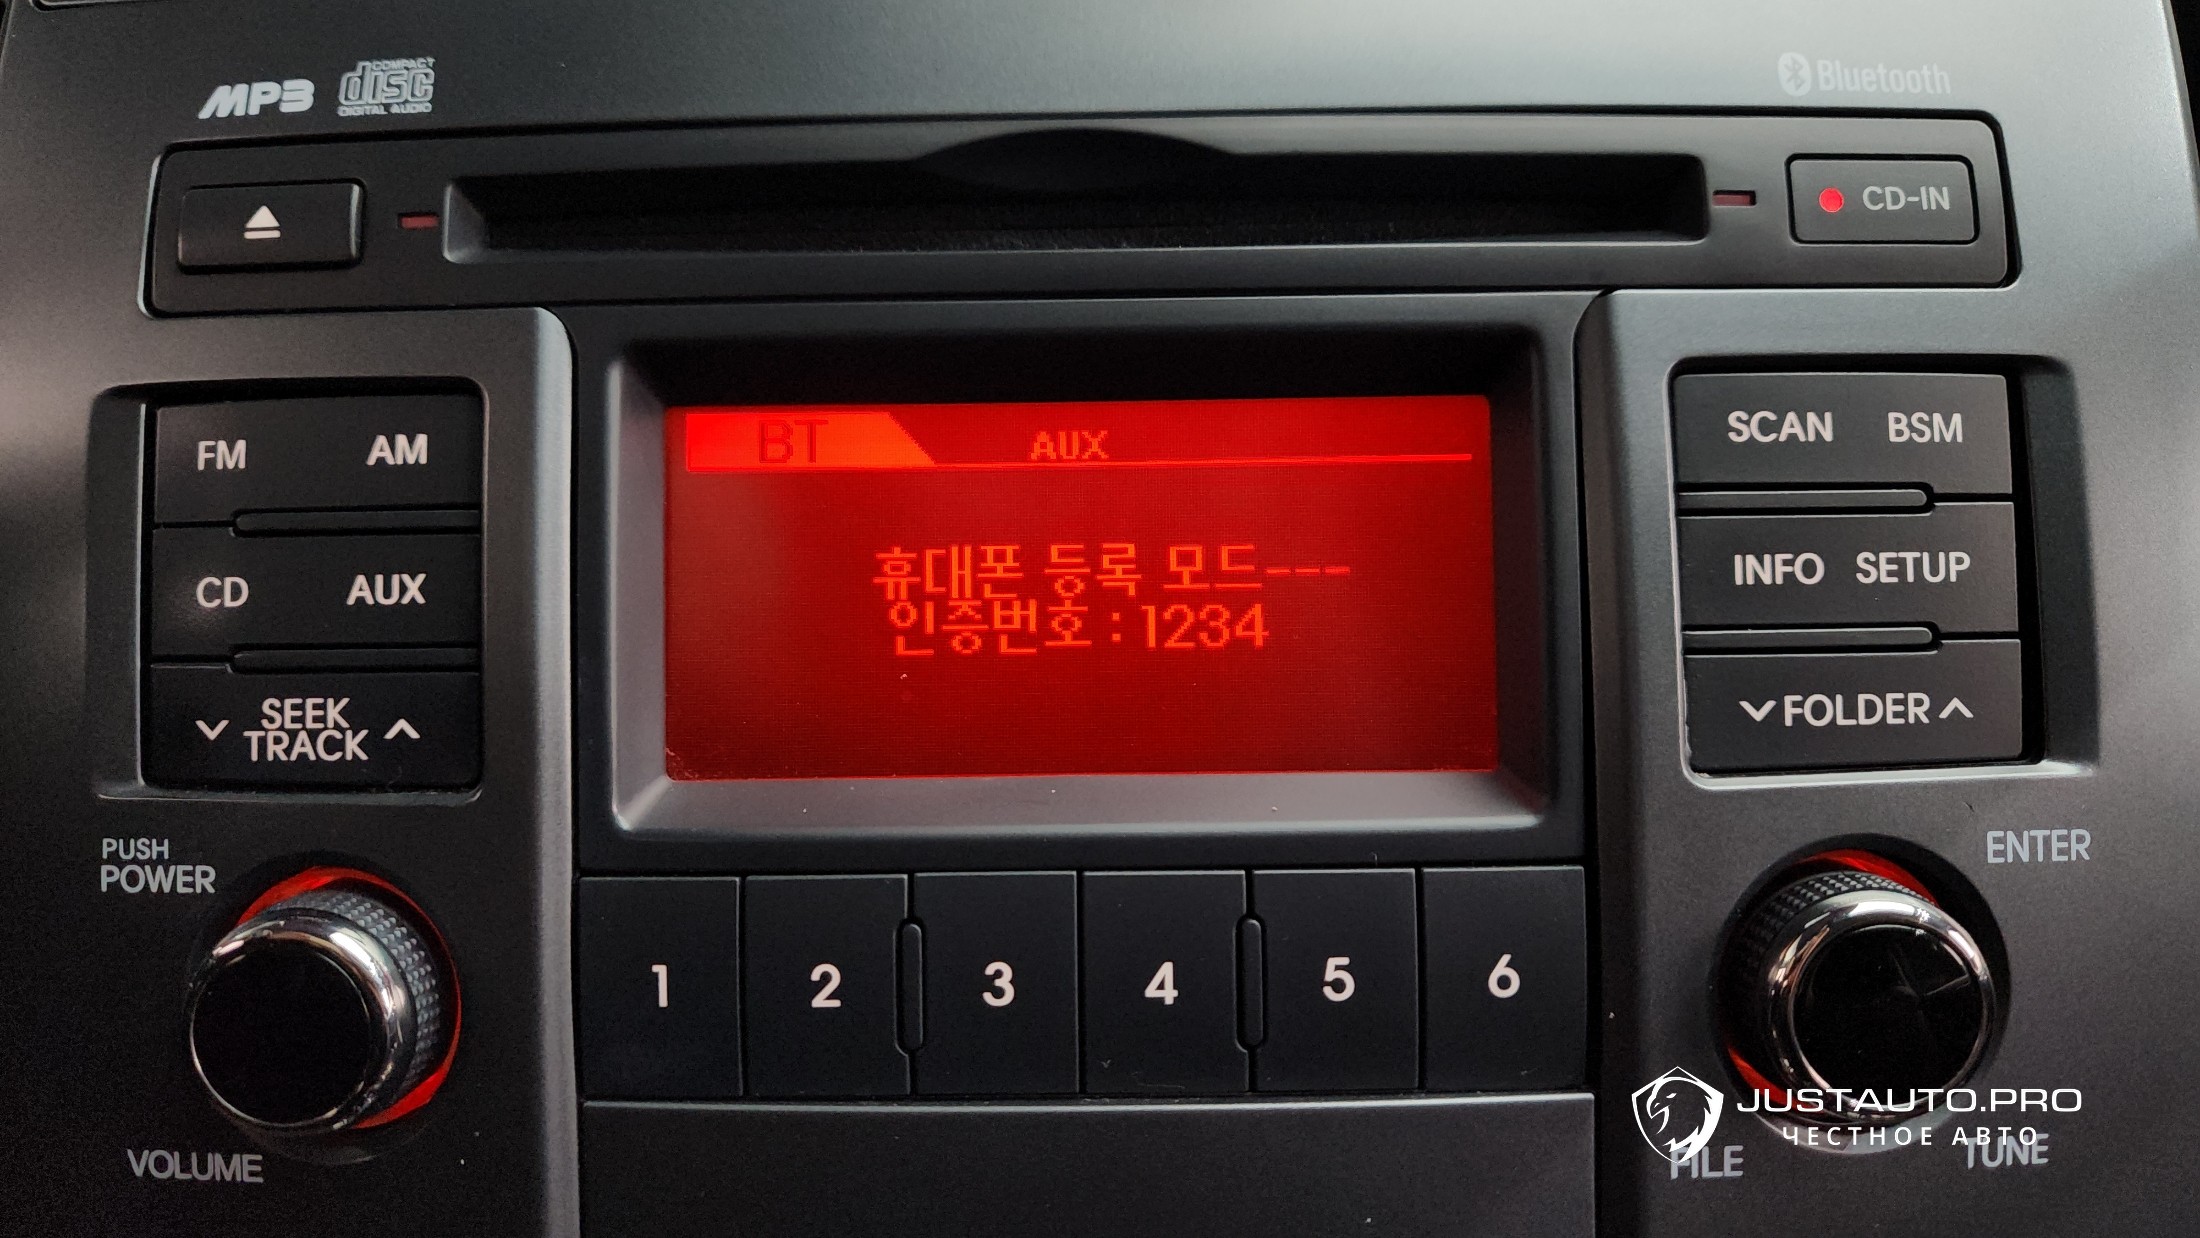 MP3 COMPACT disc DIGITAL AUDIO
Bluetooth
CD-IN
FM AM
CD AUX
SEEK
TRACK
PUSH
POWER
VOLUME
BT AUX
휴대폰 등록 모드---
인증번호 : 1234
1 2 3 4 5 6
SCAN BSM
INFO SETUP
FOLDER
ENTER
FILE
TUNE
JUSTAUTO.PRO
ЧЕСТНОЕ АВТО